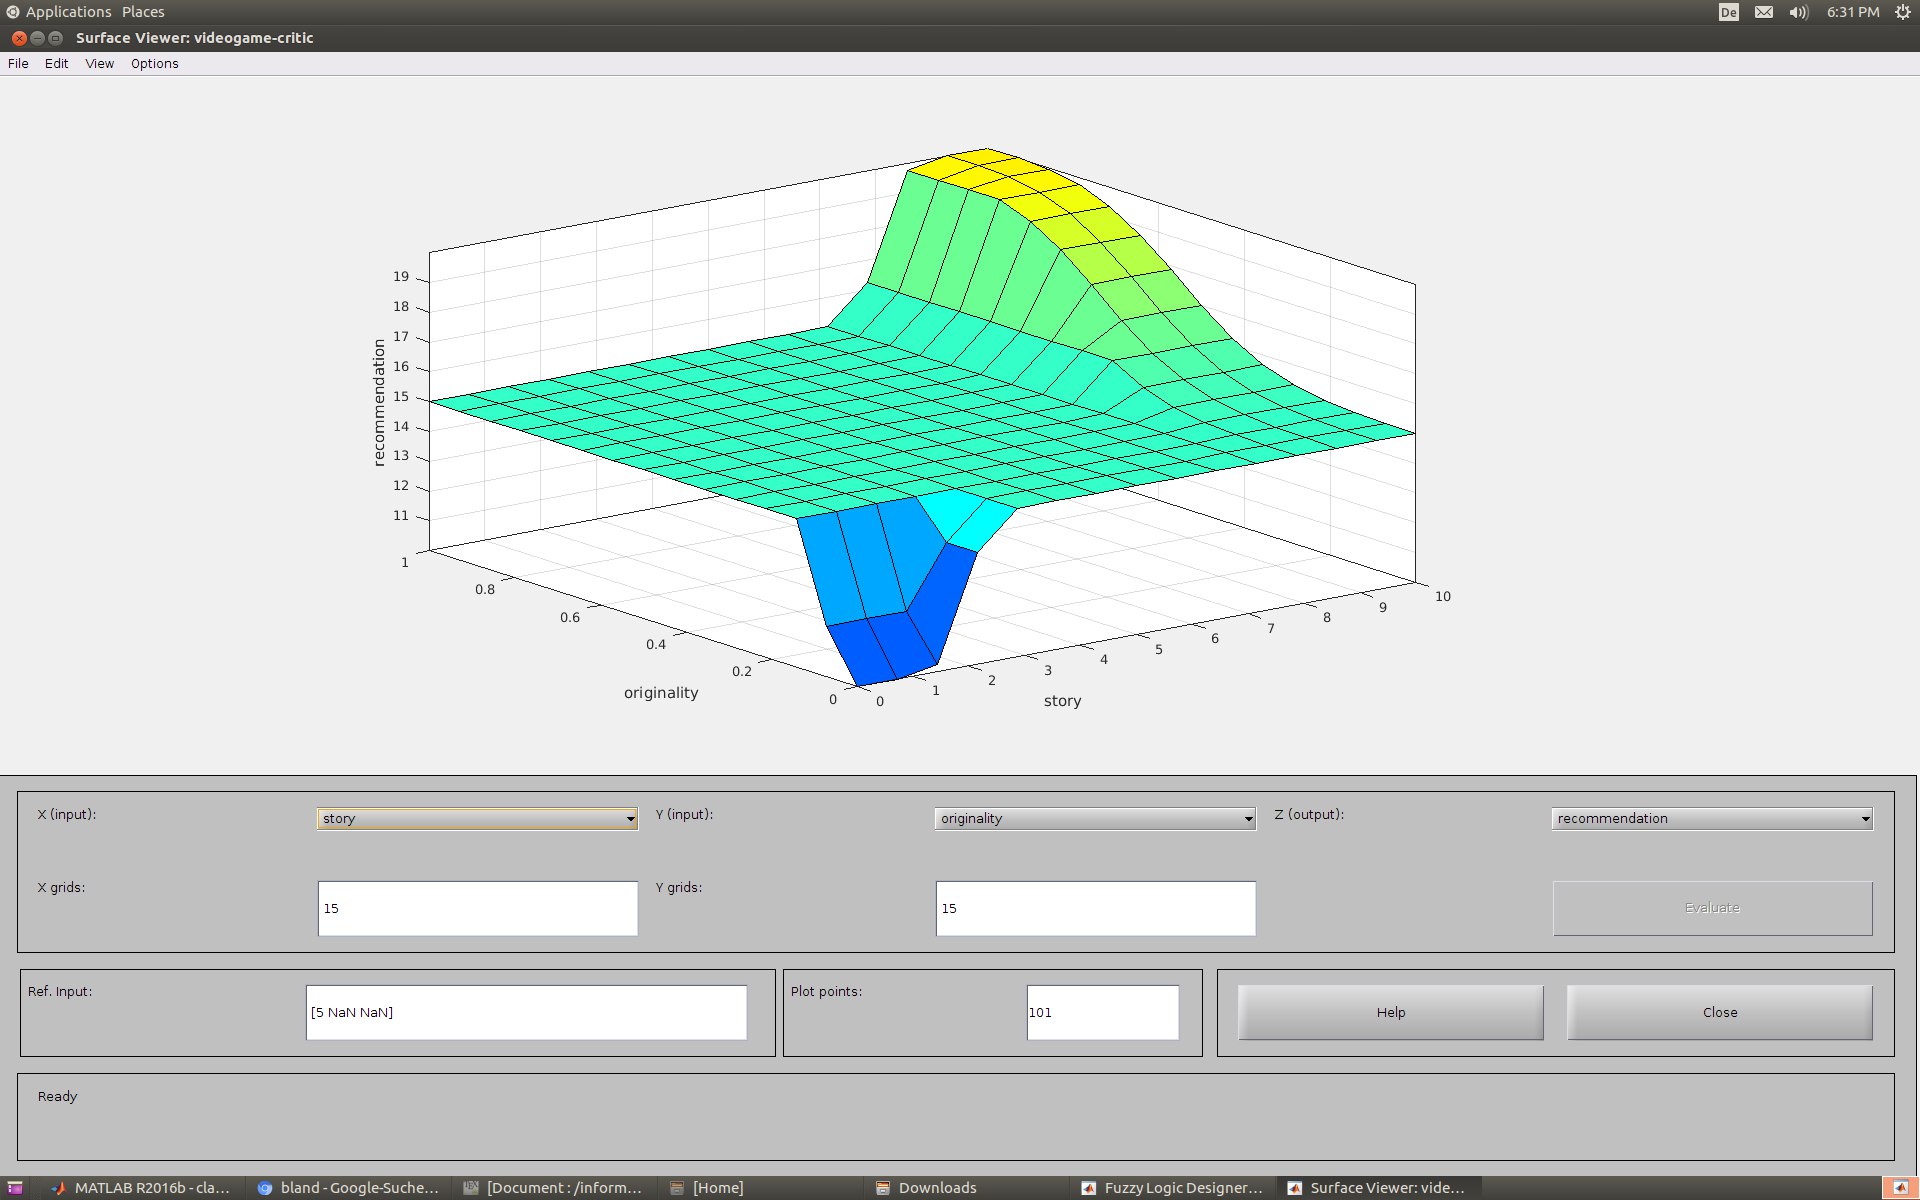 Applications Places De 6:31 PM
Surface Viewer: videogame-critic
File Edit View Options
19
18
17
16
15
14
13
12
11
recommendation
1
0.8
0.6
0.4
0.2
0
originality
0
1
2
3
4
5
6
7
8
9
10
story
X (input): story Y (input): originality Z (output): recommendation
X grids: 15 Y grids: 15 Evaluate
Ref. Input: [5 NaN NaN] Plot points: 101 Help Close
Ready
MATLAB R2016b - cla... bland - Google-Suche... [Document : /inform... [Home] Downloads Fuzzy Logic Designer... Surface Viewer: vide...